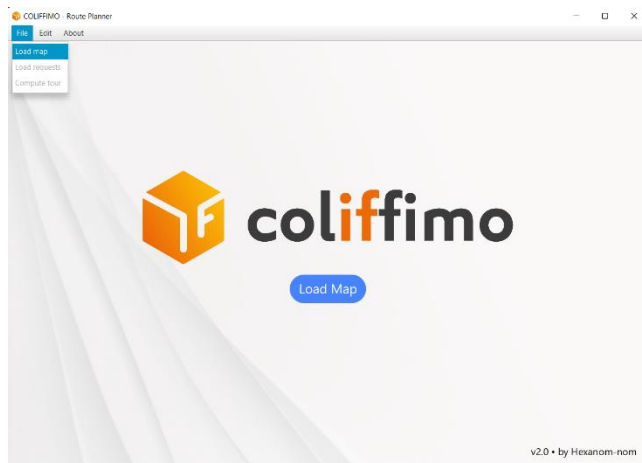 COLIFFIMO - Route Planner
File Edit About
Load map
Load requests
Compute tour
coliffimo
Load Map
v2.0 • by Hexanom-nom